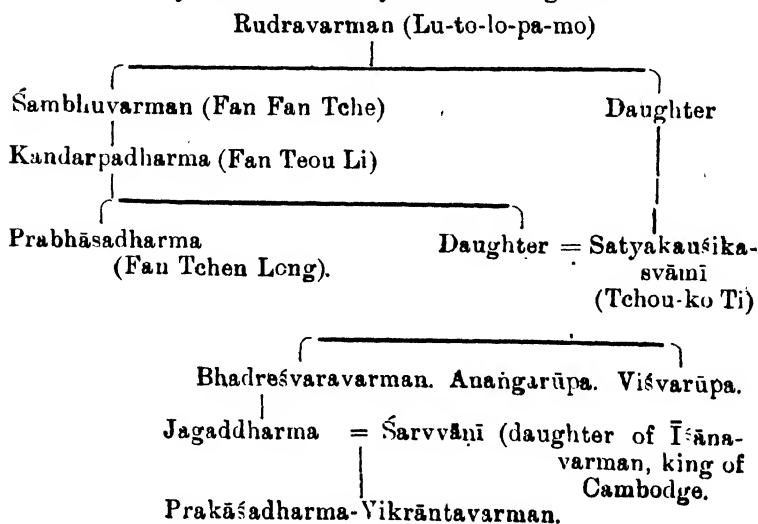 Rudravarman (Lu-to-lo-pa-mo)
Śambhuvarman (Fan Fan Tche) Daughter
Kandarpadharma (Fan Teou Li)
Prabhāsadharma Daughter = Satyakauśika-
(Fan Tchen Long). svāmī
(Tchou-ko Ti)
Bhadreśvaravarman. Anaṅgarūpa. Viśvarūpa.
Jagaddharma = Śarvvāṇī (daughter of Īśāna-
varman, king of
Cambodge.
Prakāśadharma-Vikrāntavarman.